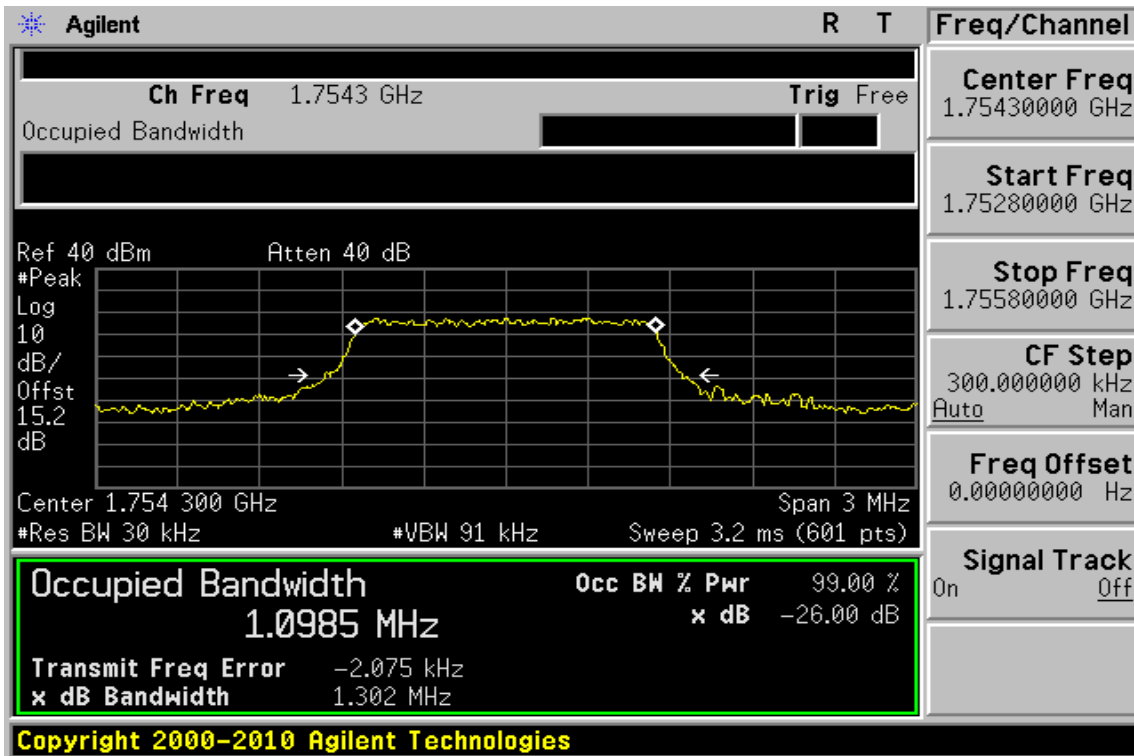 Agilent R T
Ch Freq 1.7543 GHz Trig Free
Occupied Bandwidth
Ref 40 dBm Atten 40 dB
#Peak
Log
10
dB/
Offst
15.2
dB
Center 1.754 300 GHz Span 3 MHz
#Res BW 30 kHz #VBW 91 kHz Sweep 3.2 ms (601 pts)
Occupied Bandwidth Occ BW % Pwr 99.00 %
1.0985 MHz x dB -26.00 dB
Transmit Freq Error -2.075 kHz
x dB Bandwidth 1.302 MHz
Copyright 2000-2010 Agilent Technologies
Freq/Channel
Center Freq
1.75430000 GHz
Start Freq
1.75280000 GHz
Stop Freq
1.75580000 GHz
CF Step
300.000000 kHz
Auto Man
Freq Offset
0.00000000 Hz
Signal Track
On Off